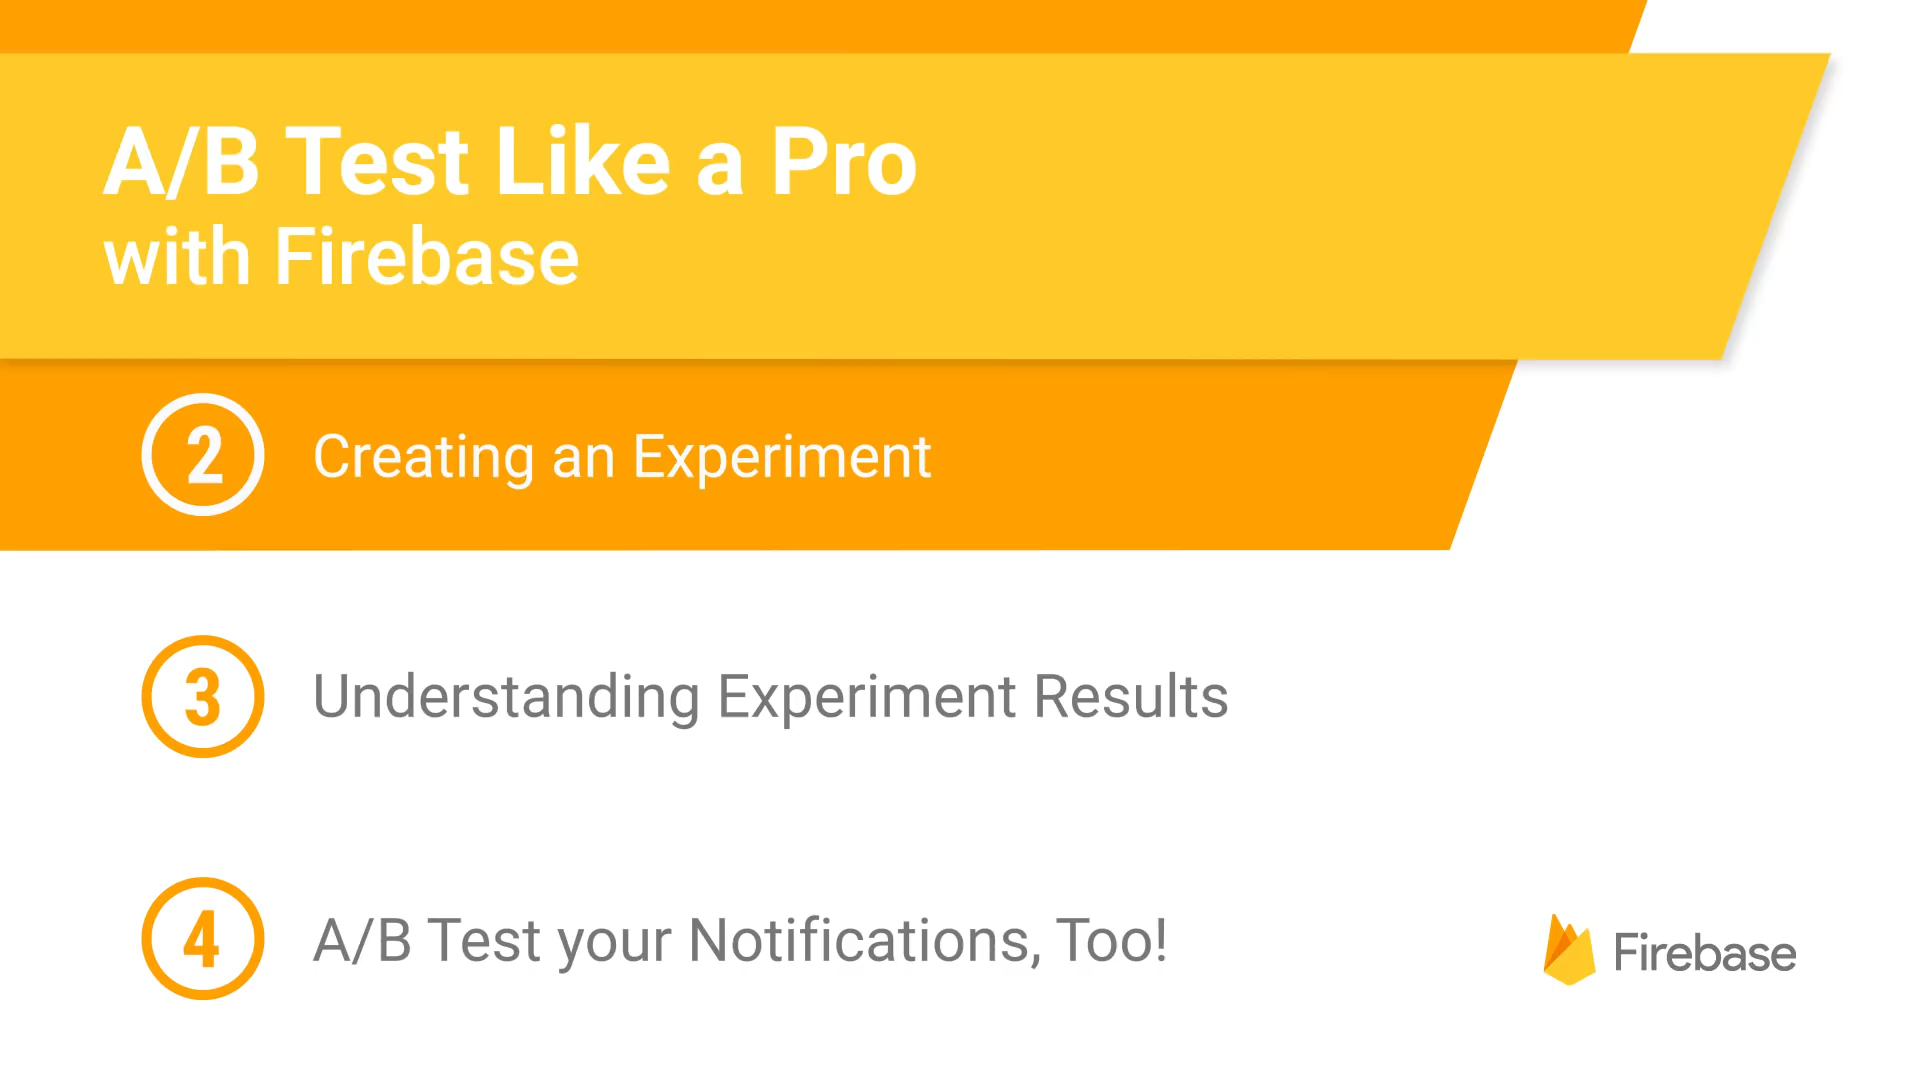 A/B Test Like a Pro
with Firebase
2 Creating an Experiment
3 Understanding Experiment Results
4 A/B Test your Notifications, Too!
Firebase